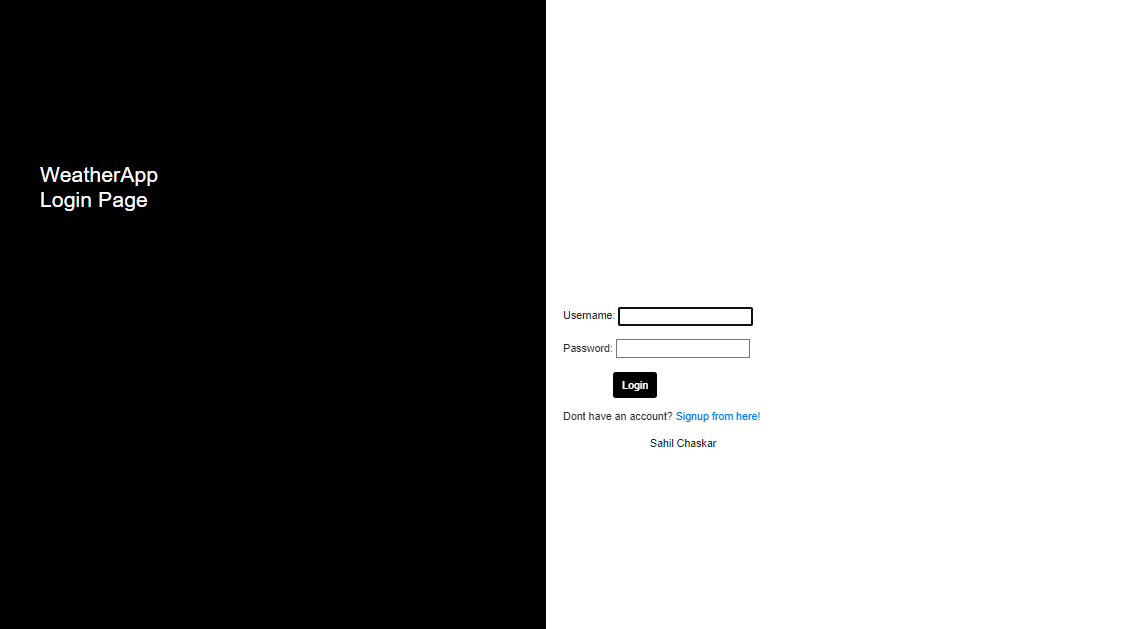 WeatherApp
Login Page
Username:
Password:
Login
Dont have an account? Signup from here!
Sahil Chaskar